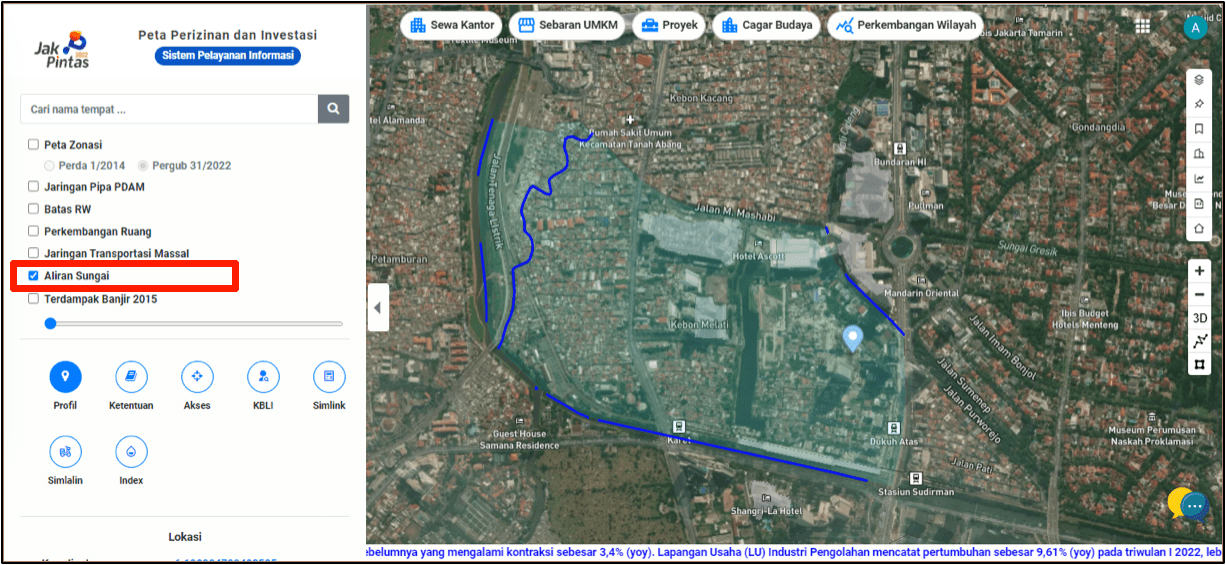 Jak
Pintas
Peta Perizinan dan Investasi
Sistem Pelayanan Informasi
Cari nama tempat ...
Peta Zonasi
Perda 1/2014 Pergub 31/2022
Jaringan Pipa PDAM
Batas RW
Perkembangan Ruang
Jaringan Transportasi Massal
Aliran Sungai
Terdampak Banjir 2015
Profil Ketentuan Akses KBLI Simlink
Simlalin Index
Lokasi
Sewa Kantor Sebaran UMKM Proyek Cagar Budaya Perkembangan Wilayah
A
Textile Museum
Ibis Jakarta Tamarin
Kebon Kacang
tel Alamanda
Rumah Sakit Umum
Kecamatan Tanah Abang
Gondangdia
Bundaran HI
Jalan Tenaga Listrik
Pullman
Besar D
Jalan M. Mashabi
Sungai Gresik
Petamburan
Hotel Ascott
Mandarin Oriental
Ibis Budget
Hotels Menteng
Kebon Melati
Jalan Imam Bonjol
Jalan Sumenep
Jalan Purworejo
3D
Guest House
Samana Residence
Karet
Dukuh Atas
Museum Perumusan
Naskah Proklamasi
Jalan Pati
Stasiun Sudirman
Shangri-La Hotel
ebelumnya yang mengalami kontraksi sebesar 3,4% (yoy). Lapangan Usaha (LU) Industri Pengolahan mencatat pertumbuhan sebesar 9,61% (yoy) pada triwulan I 2022, leb